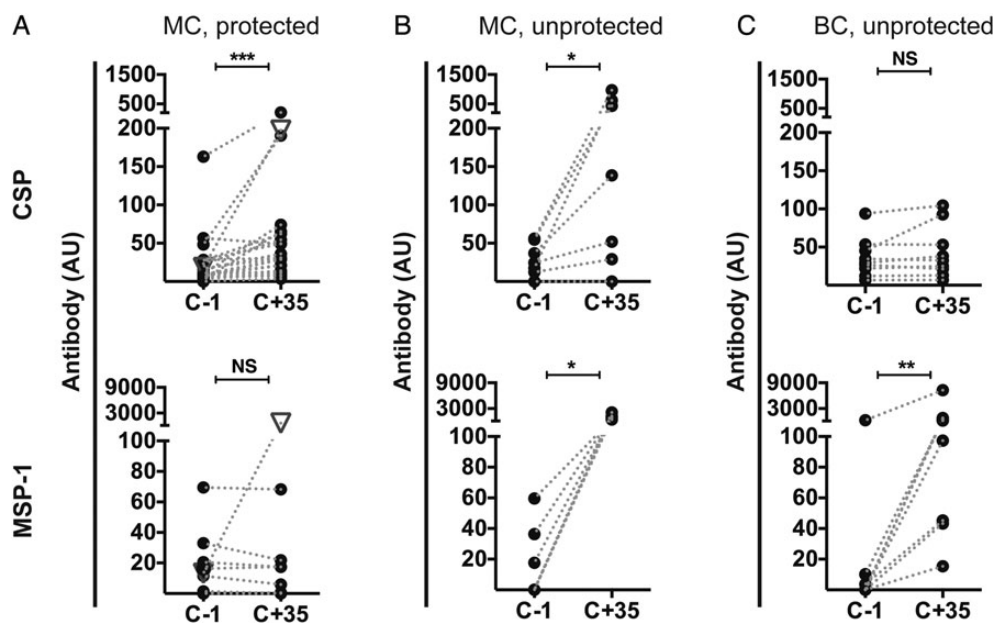 A MC, protected
B MC, unprotected
C BC, unprotected
CSP
Antibody (AU)
***
1500
500
200
150
100
50
C-1 C+35
Antibody (AU)
*
1500
500
200
150
100
50
C-1 C+35
Antibody (AU)
NS
1500
500
200
150
100
50
C-1 C+35
MSP-1
NS
9000
3000
100
80
60
40
20
C-1 C+35
*
9000
3000
100
80
60
40
20
C-1 C+35
**
9000
3000
100
80
60
40
20
C-1 C+35